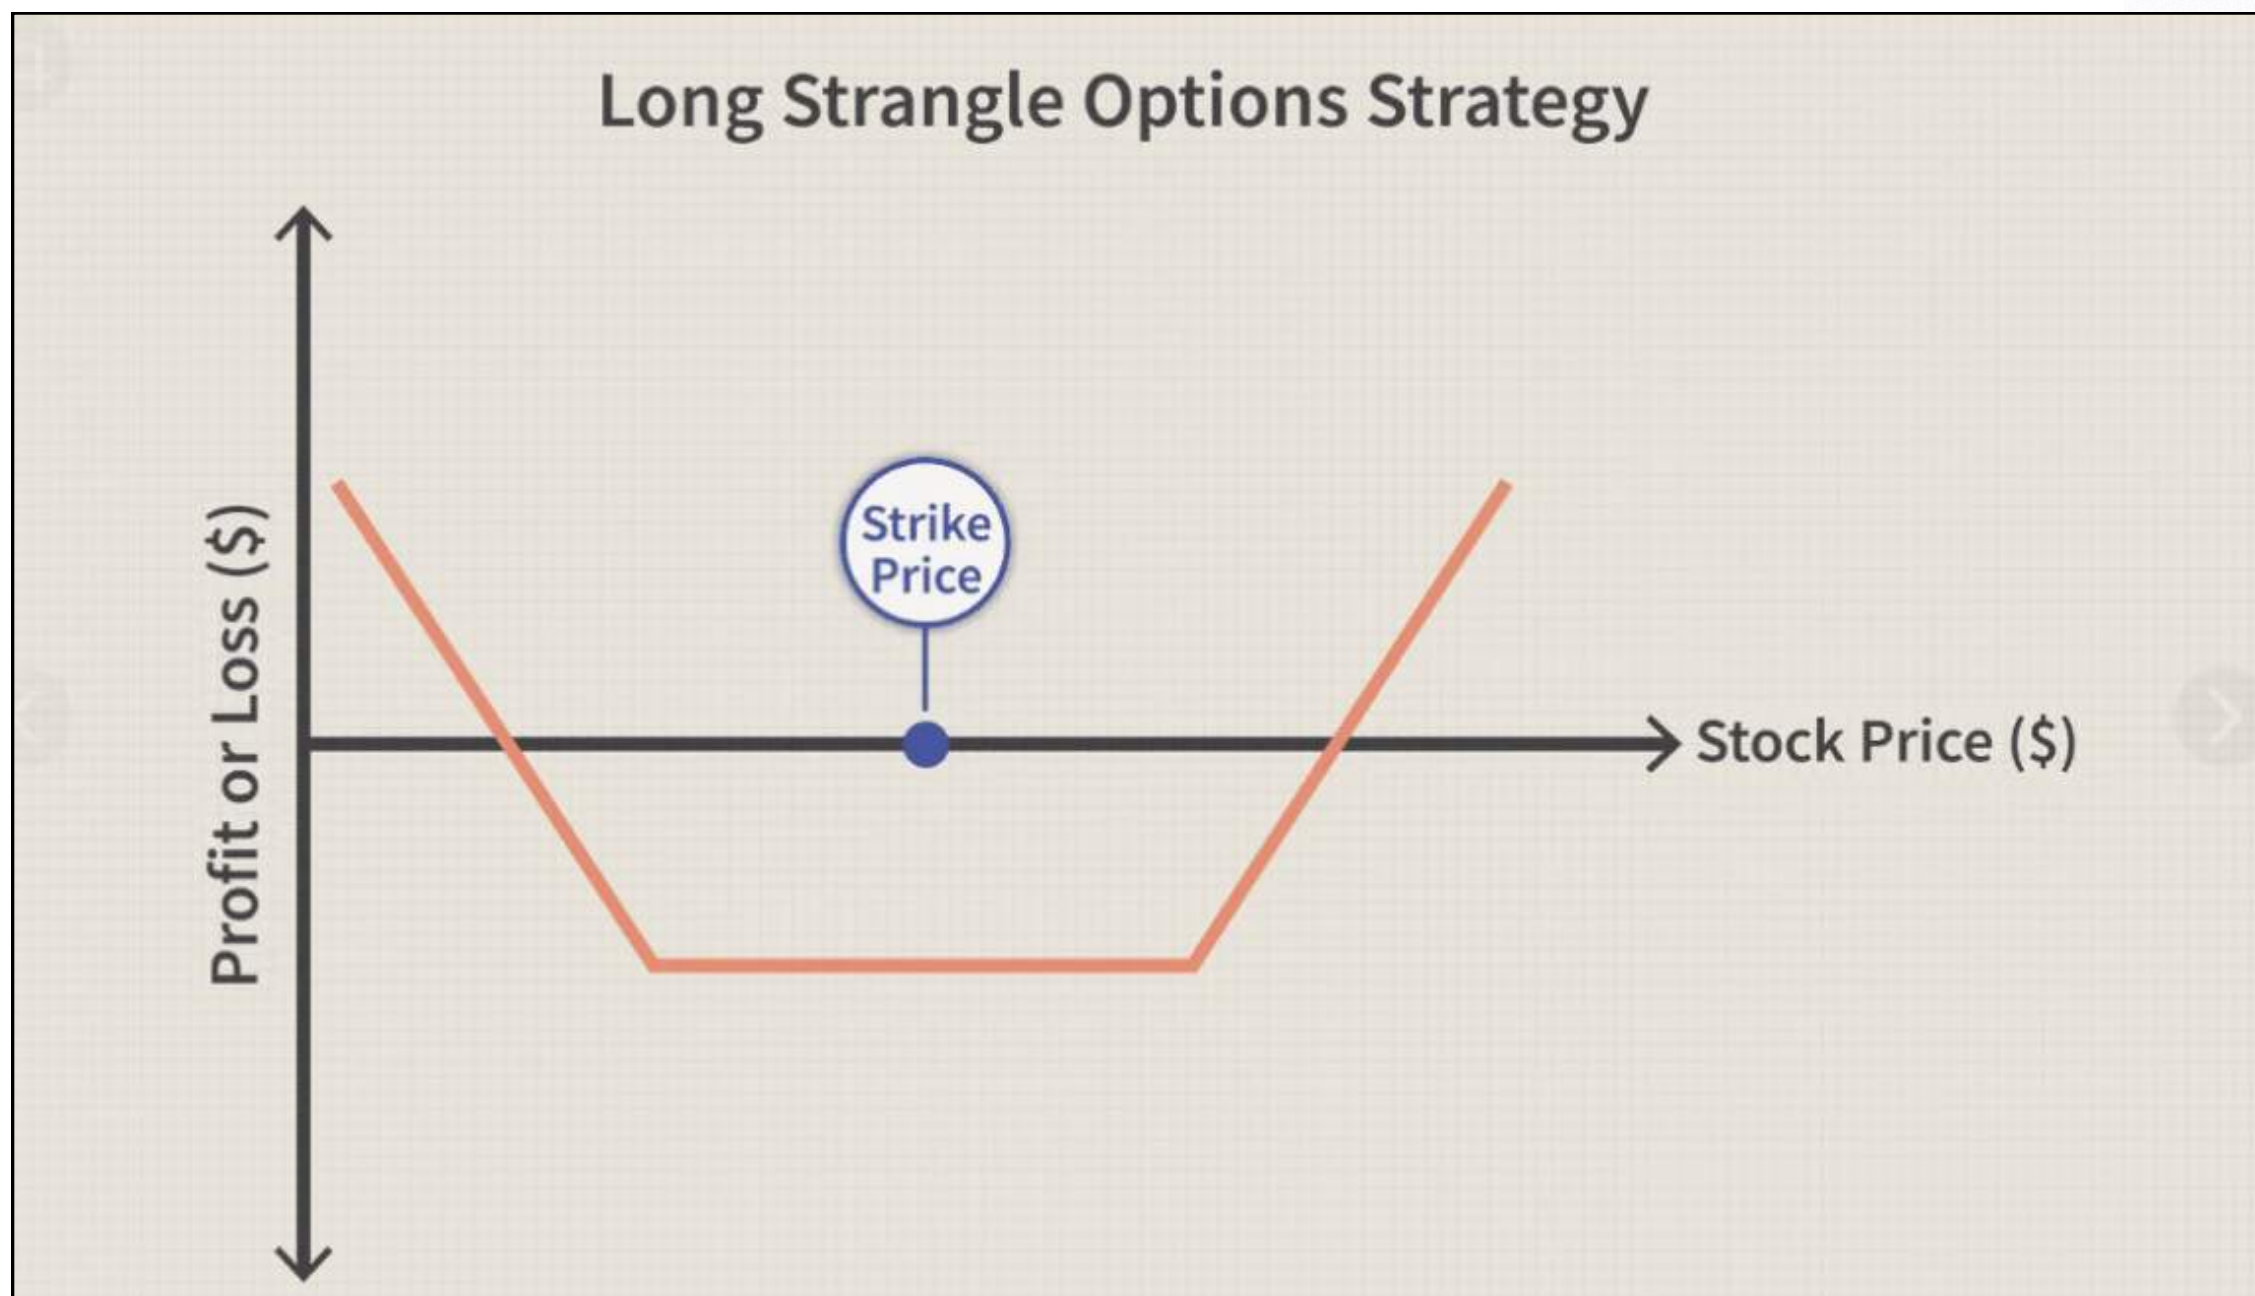 Long Strangle Options Strategy
Strike
Price
Profit or Loss ($)
Stock Price ($)